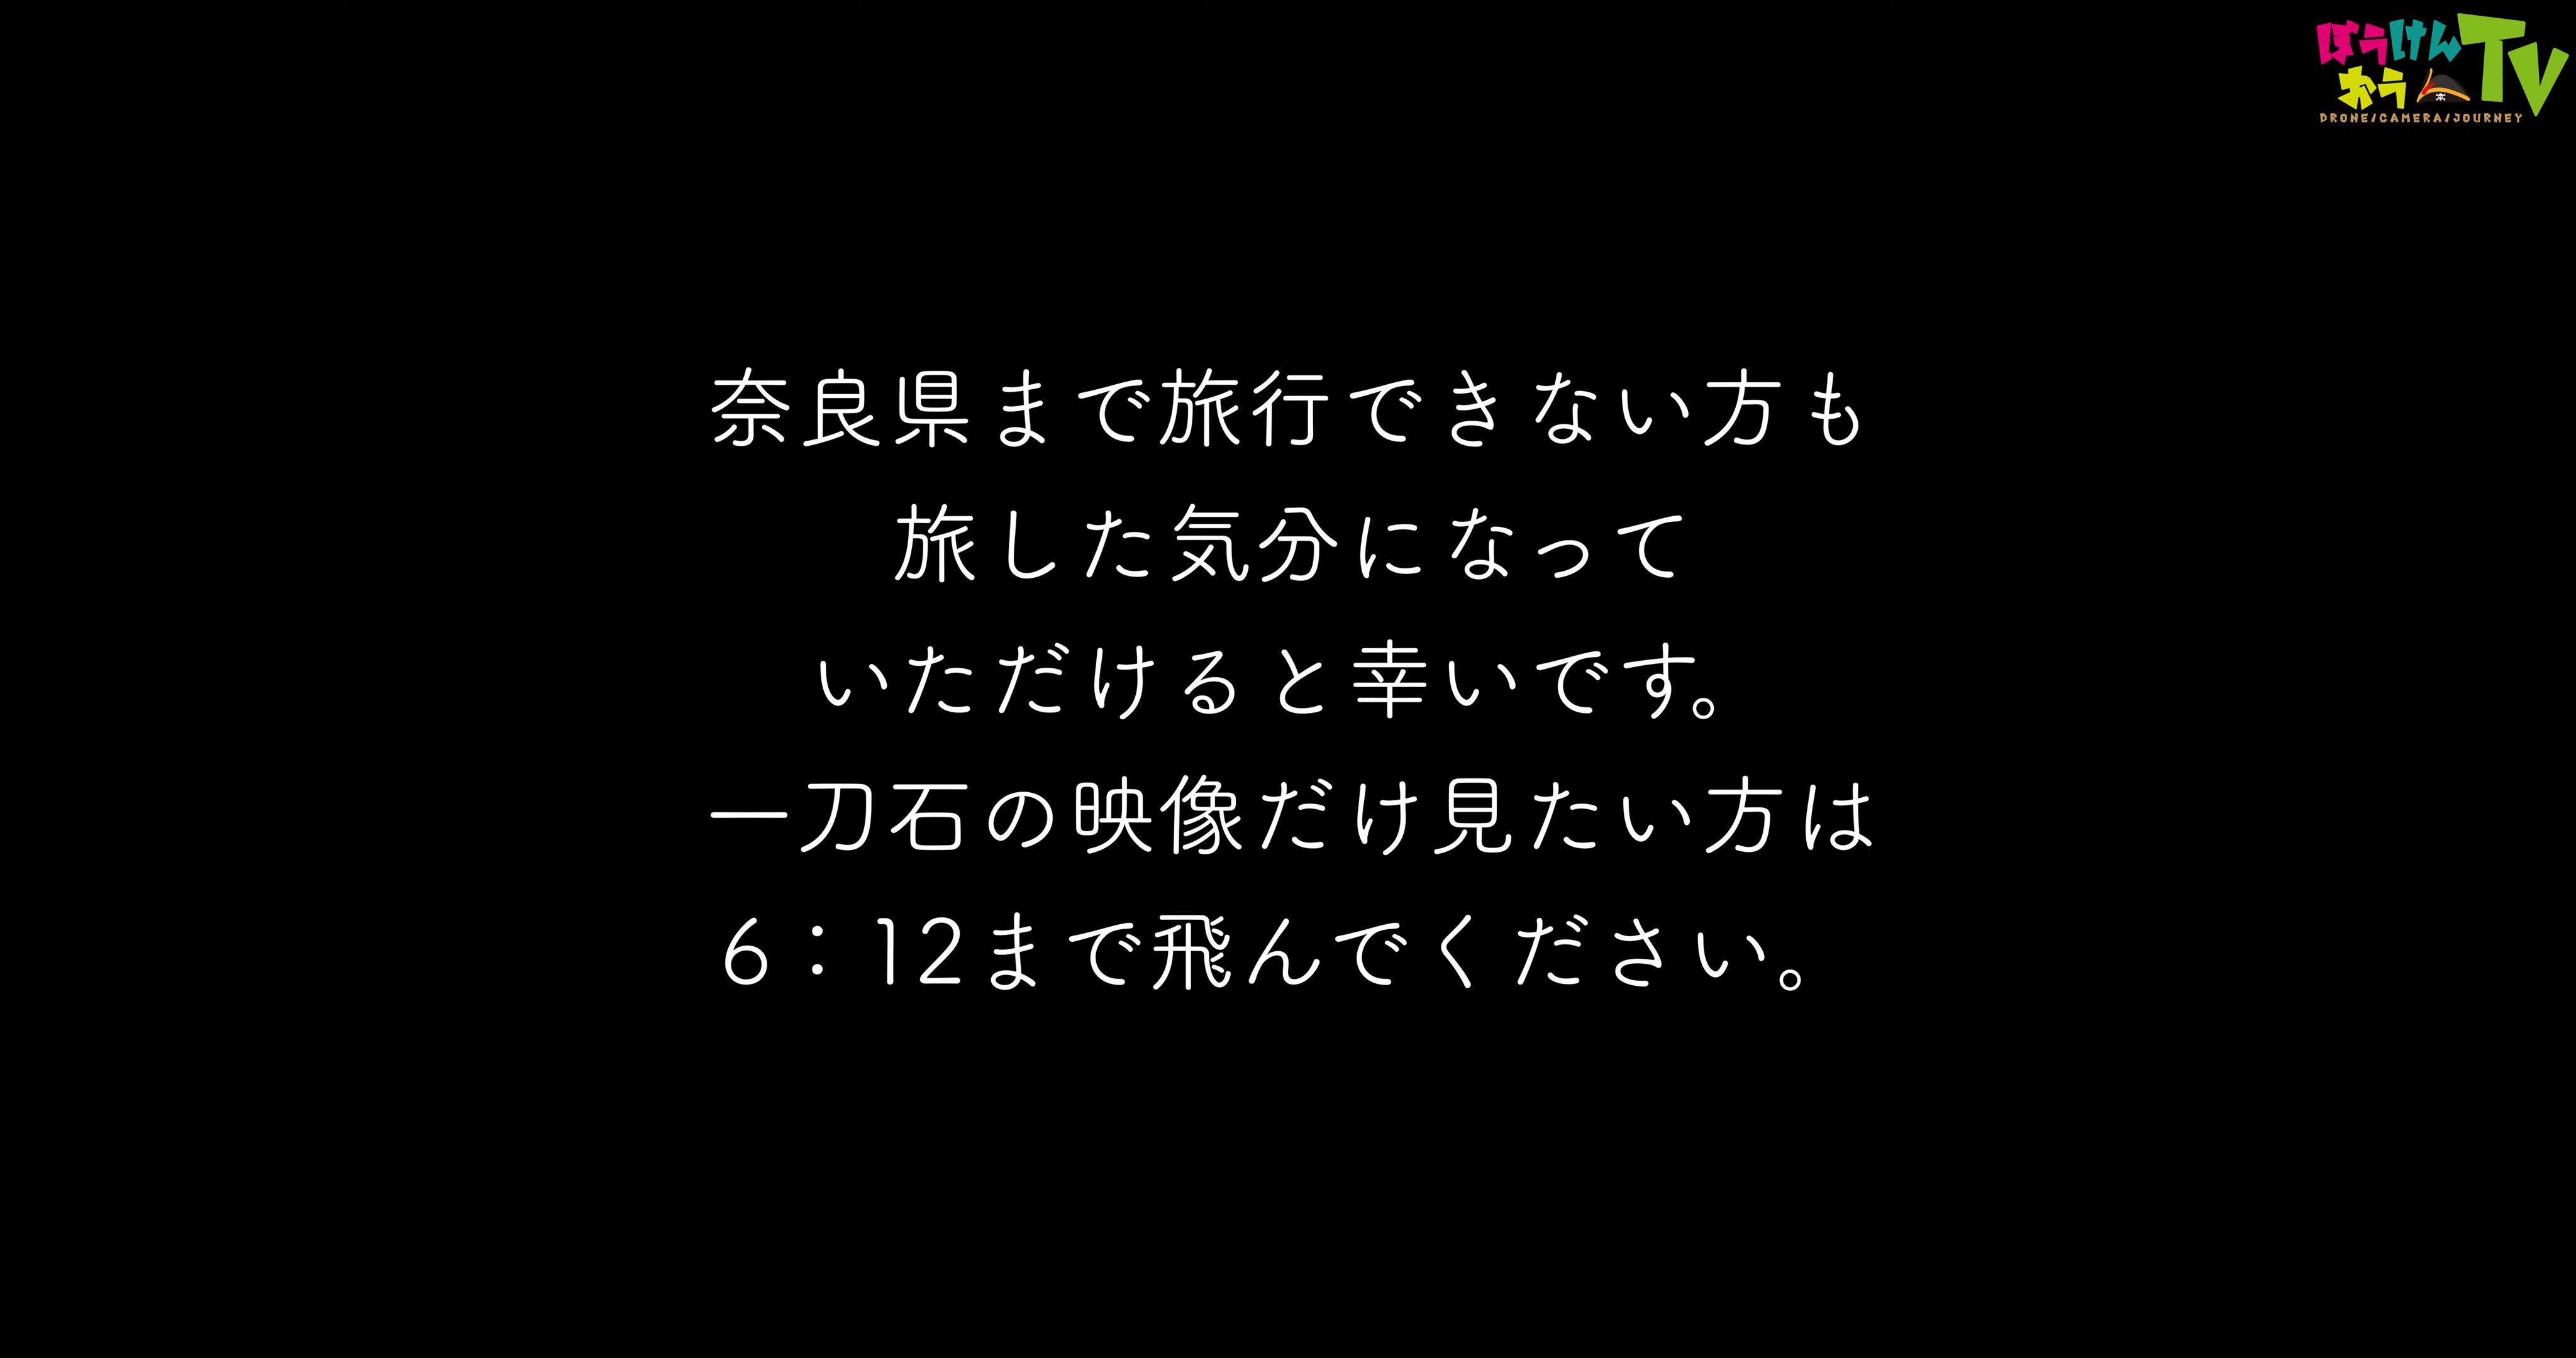 ぼうけん
おう
TV
DRONE/CAMERA/JOURNEY
奈良県まで旅行できない方も
旅した気分になって
いただけると幸いです。
一刀石の映像だけ見たい方は
6：12まで飛んでください。